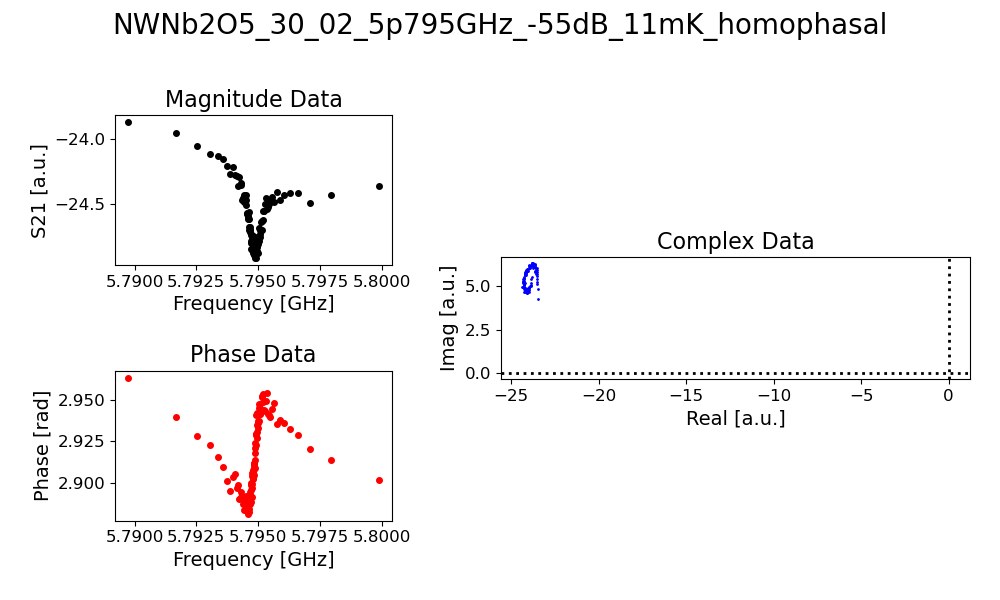 NWNb2O5_30_02_5p795GHz_-55dB_11mK_homophasal
Magnitude Data
−24.0
−24.5
S21 [a.u.]
5.7900 5.7925 5.7950 5.7975 5.8000
Frequency [GHz]
Phase Data
2.950
2.925
2.900
Phase [rad]
5.7900 5.7925 5.7950 5.7975 5.8000
Frequency [GHz]
Complex Data
5.0
2.5
0.0
Imag [a.u.]
−25 −20 −15 −10 −5 0
Real [a.u.]